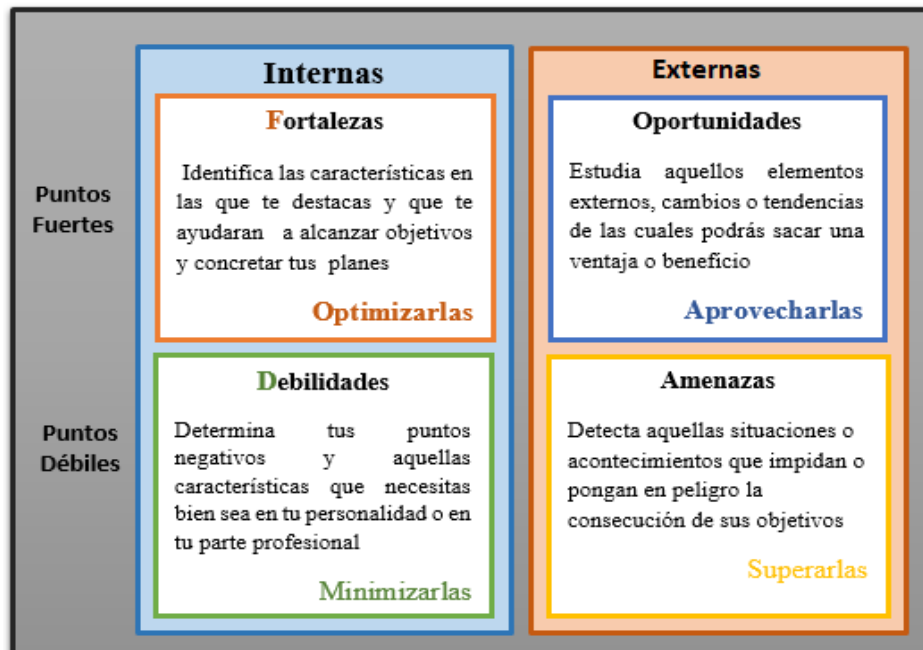 Internas
Externas
Puntos
Fuertes
Fortalezas
Identifica las características en
las que te destacas y que te
ayudaran a alcanzar objetivos
y concretar tus planes
Optimizarlas
Oportunidades
Estudia aquellos elementos
externos, cambios o tendencias
de las cuales podrás sacar una
ventaja o beneficio
Aprovecharlas
Puntos
Débiles
Debilidades
Determina tus puntos
negativos y aquellas
características que necesitas
bien sea en tu personalidad o en
tu parte profesional
Minimizarlas
Amenazas
Detecta aquellas situaciones o
acontecimientos que impidan o
pongan en peligro la
consecución de sus objetivos
Superarlas